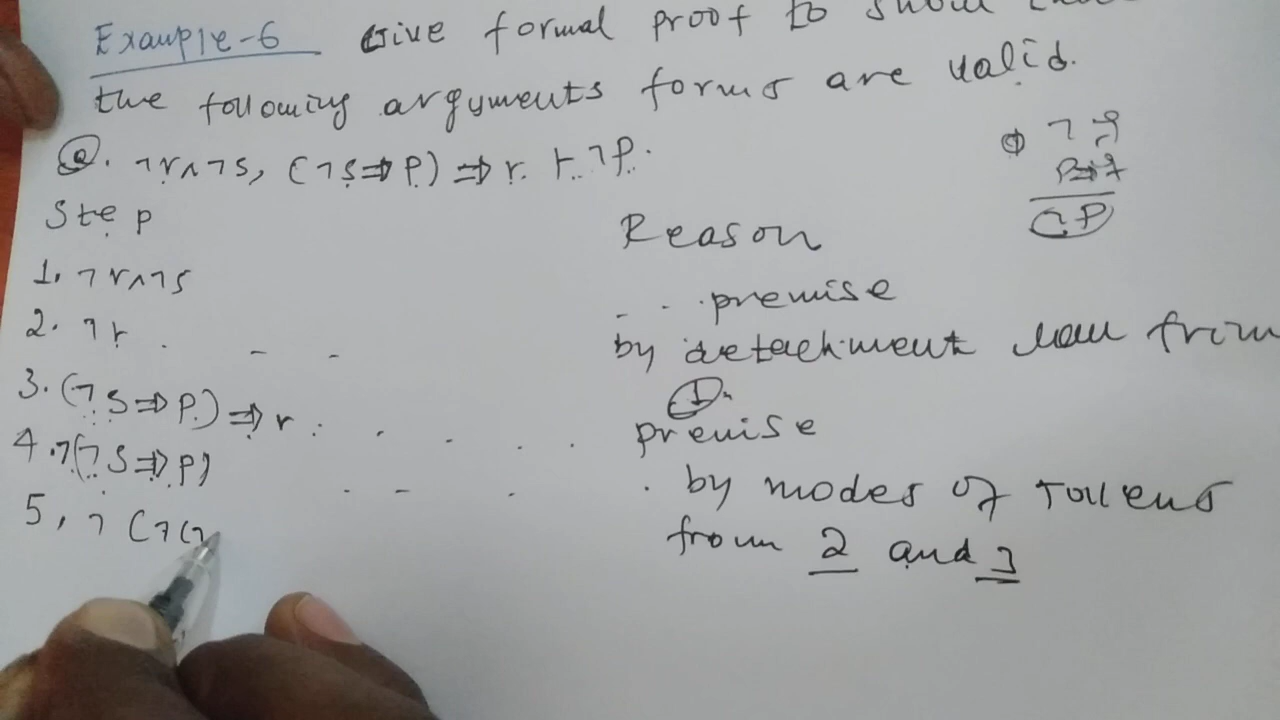 Example-6 Give formal proof to show
the following arguments forms are valid.
ⓐ. ¬r∧¬s, (¬s⇒P)⇒r. ⊢ ¬P.
¬q
P⇒q
¬P
Step Reason
1. ¬r∧¬s - - . premise
2. ¬r . - - by detachment law from
①.
3. (¬s⇒P)⇒r : . . . . premise
4. ¬(¬s⇒P) . - - . . by modes of Tollens
from 2 and 3
5, ¬(¬(¬